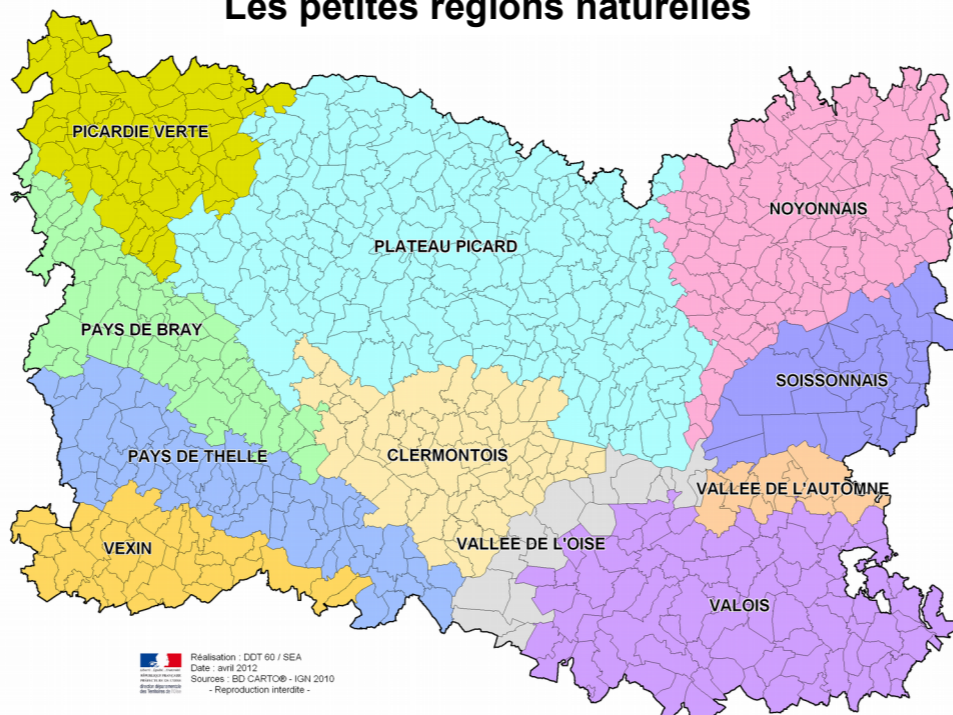 Les petites régions naturelles
PICARDIE VERTE
NOYONNAIS
PLATEAU PICARD
PAYS DE BRAY
SOISSONNAIS
PAYS DE THELLE
CLERMONTOIS
VALLEE DE L'AUTOMNE
VEXIN
VALLEE DE L'OISE
VALOIS
Réalisation : DDT 60 / SEA
Date : avril 2012
Sources : BD CARTO® - IGN 2010
- Reproduction interdite -